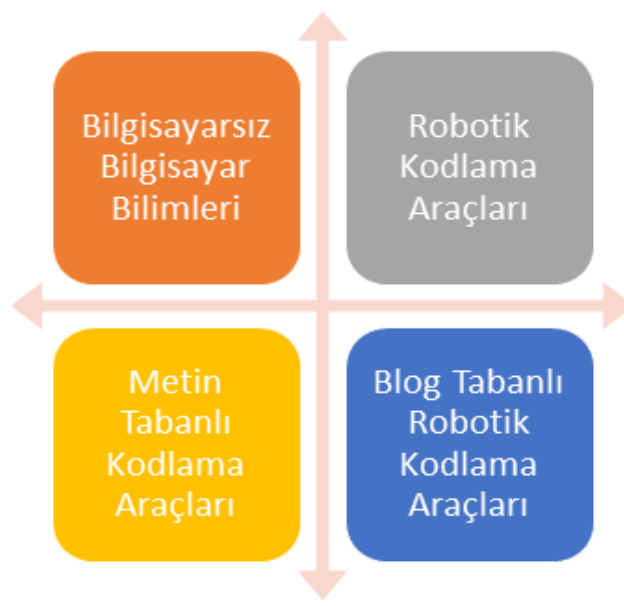 Bilgisayarsız
Bilgisayar
Bilimleri
Robotik
Kodlama
Araçları
Metin
Tabanlı
Kodlama
Araçları
Blog Tabanlı
Robotik
Kodlama
Araçları